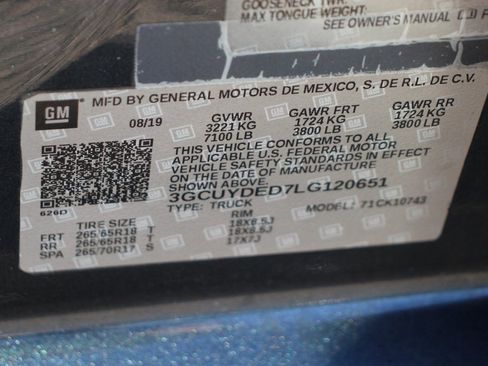 GOOSENECK TWR:
MAX TONGUE WEIGHT:
SEE OWNER'S MANUAL
GM
MFD BY GENERAL MOTORS DE MEXICO, S. DE R.L. DE C.V.
08/19 GVWR GAWR FRT GAWR RR
3221 KG 1724 KG 1724 KG
7100 LB 3800 LB 3800 LB
THIS VEHICLE CONFORMS TO ALL
APPLICABLE U.S. FEDERAL MOTOR
VEHICLE SAFETY STANDARDS IN EFFECT
ON THE DATE OF MANUFACTURE
SHOWN ABOVE.
3GCUYDED7LG120651
626D TYPE: TRUCK MODEL: 71CK10743
TIRE SIZE RIM
FRT 265/65R18 T 18X8.5J
RR 265/65R18 T 18X8.5J
SPA 265/70R17 S 17X7J